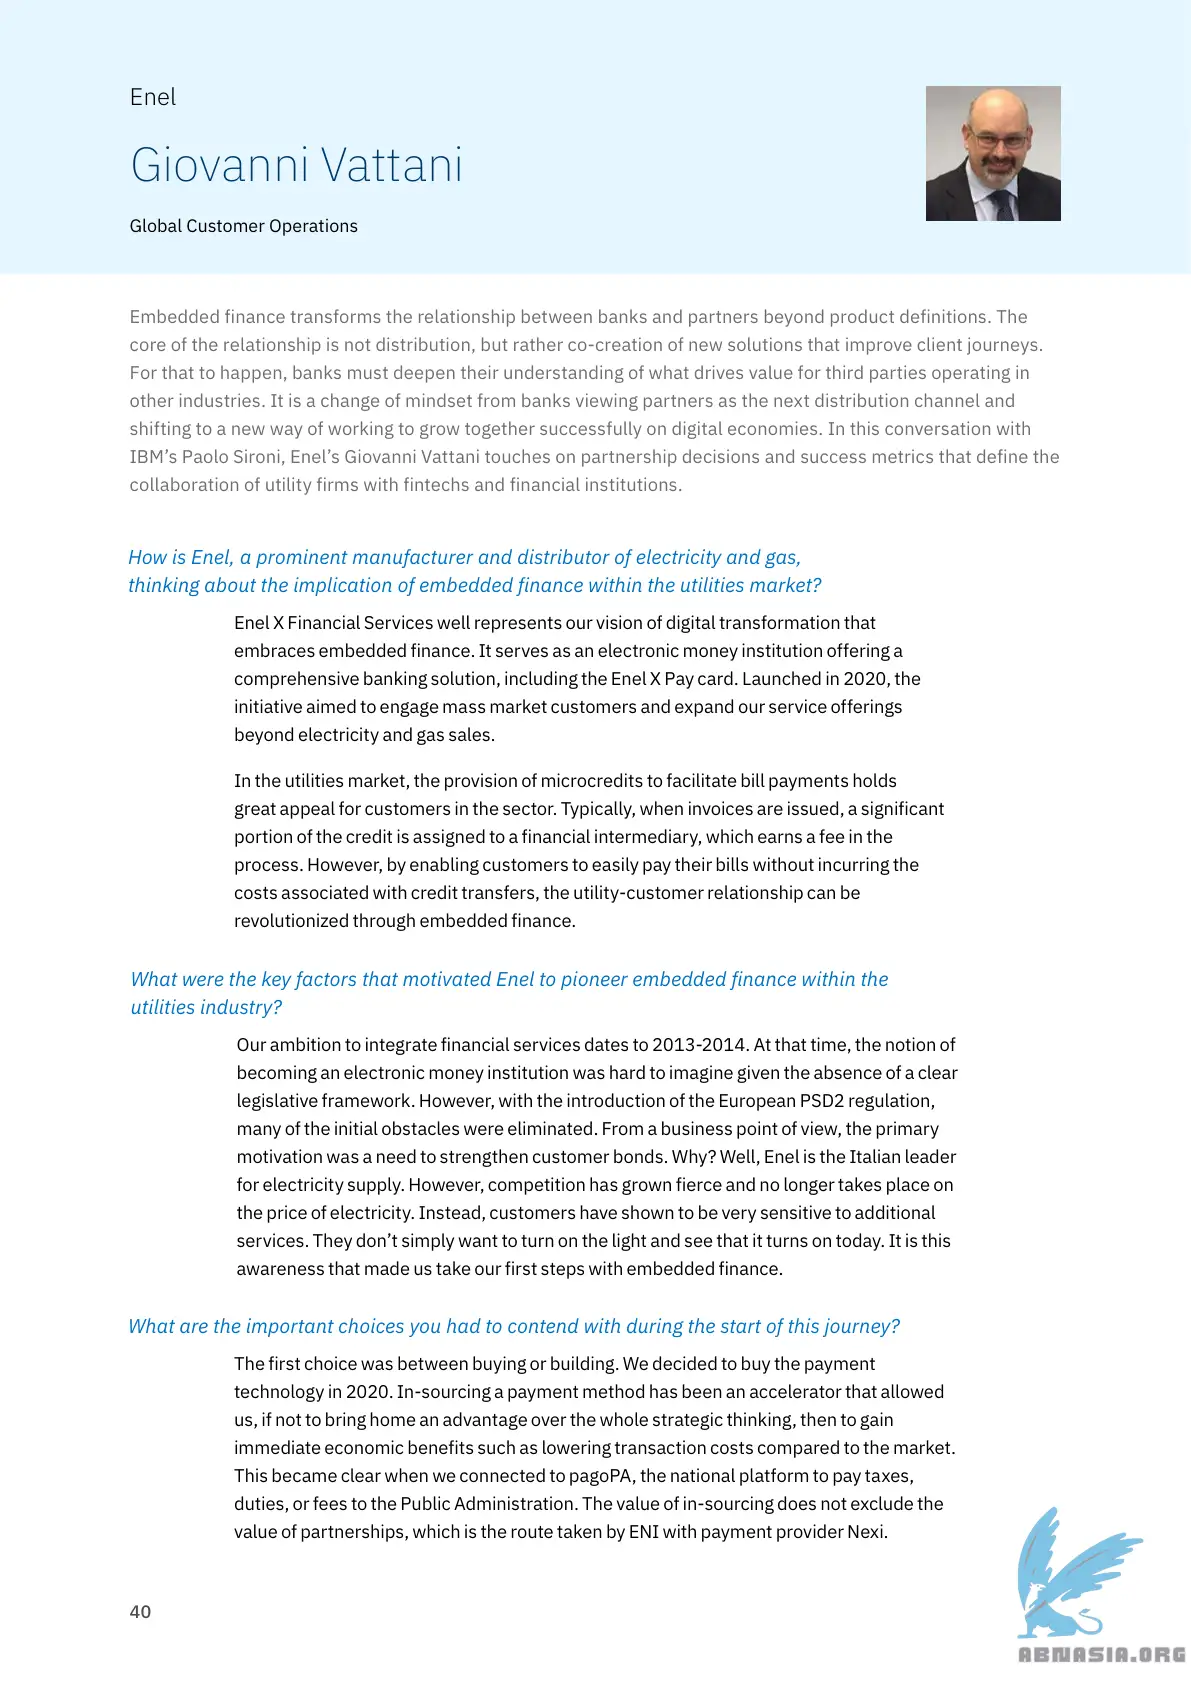 Enel
Giovanni Vattani
Global Customer Operations
Embedded finance transforms the relationship between banks and partners beyond product definitions. The
core of the relationship is not distribution, but rather co-creation of new solutions that improve client journeys.
For that to happen, banks must deepen their understanding of what drives value for third parties operating in
other industries. It is a change of mindset from banks viewing partners as the next distribution channel and
shifting to a new way of working to grow together successfully on digital economies. In this conversation with
IBM’s Paolo Sironi, Enel’s Giovanni Vattani touches on partnership decisions and success metrics that define the
collaboration of utility firms with fintechs and financial institutions.
How is Enel, a prominent manufacturer and distributor of electricity and gas,
thinking about the implication of embedded finance within the utilities market?
Enel X Financial Services well represents our vision of digital transformation that
embraces embedded finance. It serves as an electronic money institution offering a
comprehensive banking solution, including the Enel X Pay card. Launched in 2020, the
initiative aimed to engage mass market customers and expand our service offerings
beyond electricity and gas sales.
In the utilities market, the provision of microcredits to facilitate bill payments holds
great appeal for customers in the sector. Typically, when invoices are issued, a significant
portion of the credit is assigned to a financial intermediary, which earns a fee in the
process. However, by enabling customers to easily pay their bills without incurring the
costs associated with credit transfers, the utility-customer relationship can be
revolutionized through embedded finance.
What were the key factors that motivated Enel to pioneer embedded finance within the
utilities industry?
Our ambition to integrate financial services dates to 2013-2014. At that time, the notion of
becoming an electronic money institution was hard to imagine given the absence of a clear
legislative framework. However, with the introduction of the European PSD2 regulation,
many of the initial obstacles were eliminated. From a business point of view, the primary
motivation was a need to strengthen customer bonds. Why? Well, Enel is the Italian leader
for electricity supply. However, competition has grown fierce and no longer takes place on
the price of electricity. Instead, customers have shown to be very sensitive to additional
services. They don’t simply want to turn on the light and see that it turns on today. It is this
awareness that made us take our first steps with embedded finance.
What are the important choices you had to contend with during the start of this journey?
The first choice was between buying or building. We decided to buy the payment
technology in 2020. In-sourcing a payment method has been an accelerator that allowed
us, if not to bring home an advantage over the whole strategic thinking, then to gain
immediate economic benefits such as lowering transaction costs compared to the market.
This became clear when we connected to pagoPA, the national platform to pay taxes,
duties, or fees to the Public Administration. The value of in-sourcing does not exclude the
value of partnerships, which is the route taken by ENI with payment provider Nexi.
40
ABNASIA.ORG